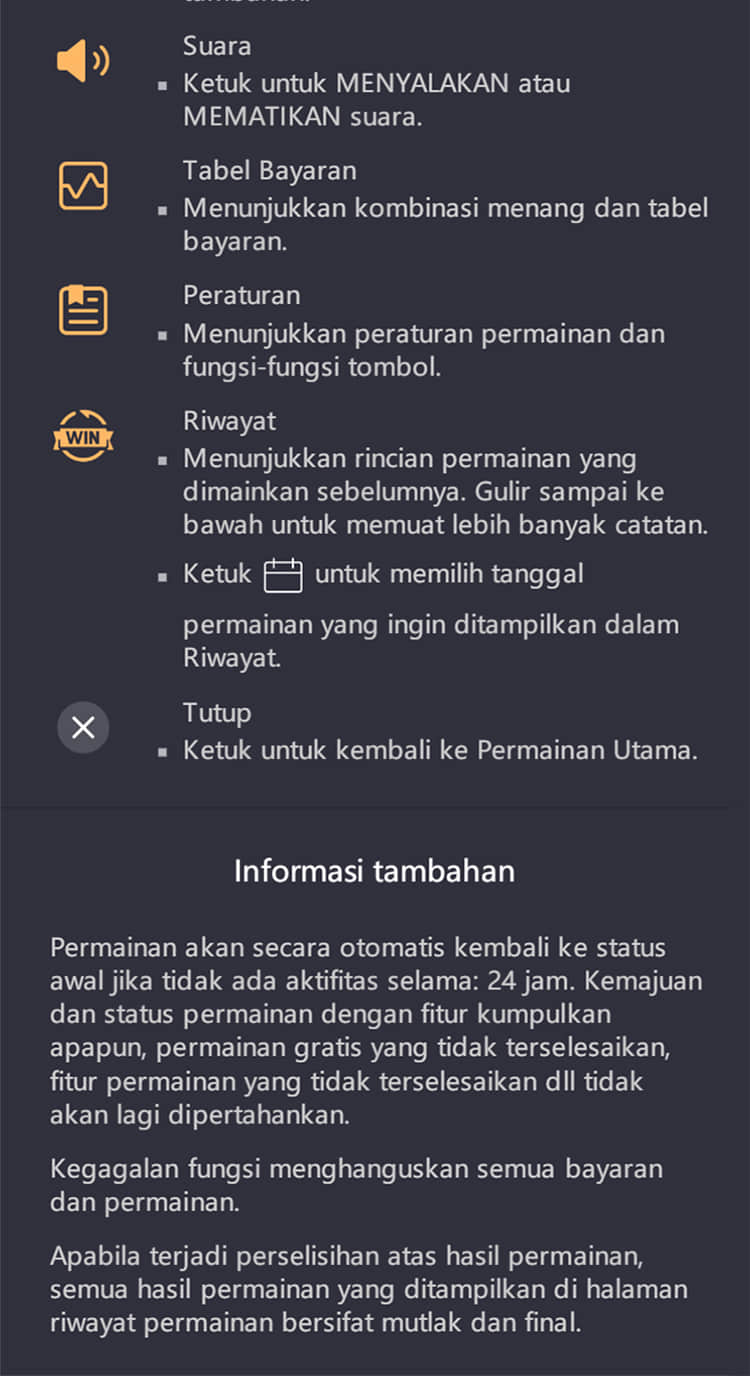 Suara
▪ Ketuk untuk MENYALAKAN atau
MEMATIKAN suara.
Tabel Bayaran
▪ Menunjukkan kombinasi menang dan tabel
bayaran.
Peraturan
▪ Menunjukkan peraturan permainan dan
fungsi-fungsi tombol.
WIN
Riwayat
▪ Menunjukkan rincian permainan yang
dimainkan sebelumnya. Gulir sampai ke
bawah untuk memuat lebih banyak catatan.
▪ Ketuk untuk memilih tanggal
permainan yang ingin ditampilkan dalam
Riwayat.
Tutup
▪ Ketuk untuk kembali ke Permainan Utama.
Informasi tambahan
Permainan akan secara otomatis kembali ke status
awal jika tidak ada aktifitas selama: 24 jam. Kemajuan
dan status permainan dengan fitur kumpulkan
apapun, permainan gratis yang tidak terselesaikan,
fitur permainan yang tidak terselesaikan dll tidak
akan lagi dipertahankan.
Kegagalan fungsi menghanguskan semua bayaran
dan permainan.
Apabila terjadi perselisihan atas hasil permainan,
semua hasil permainan yang ditampilkan di halaman
riwayat permainan bersifat mutlak dan final.